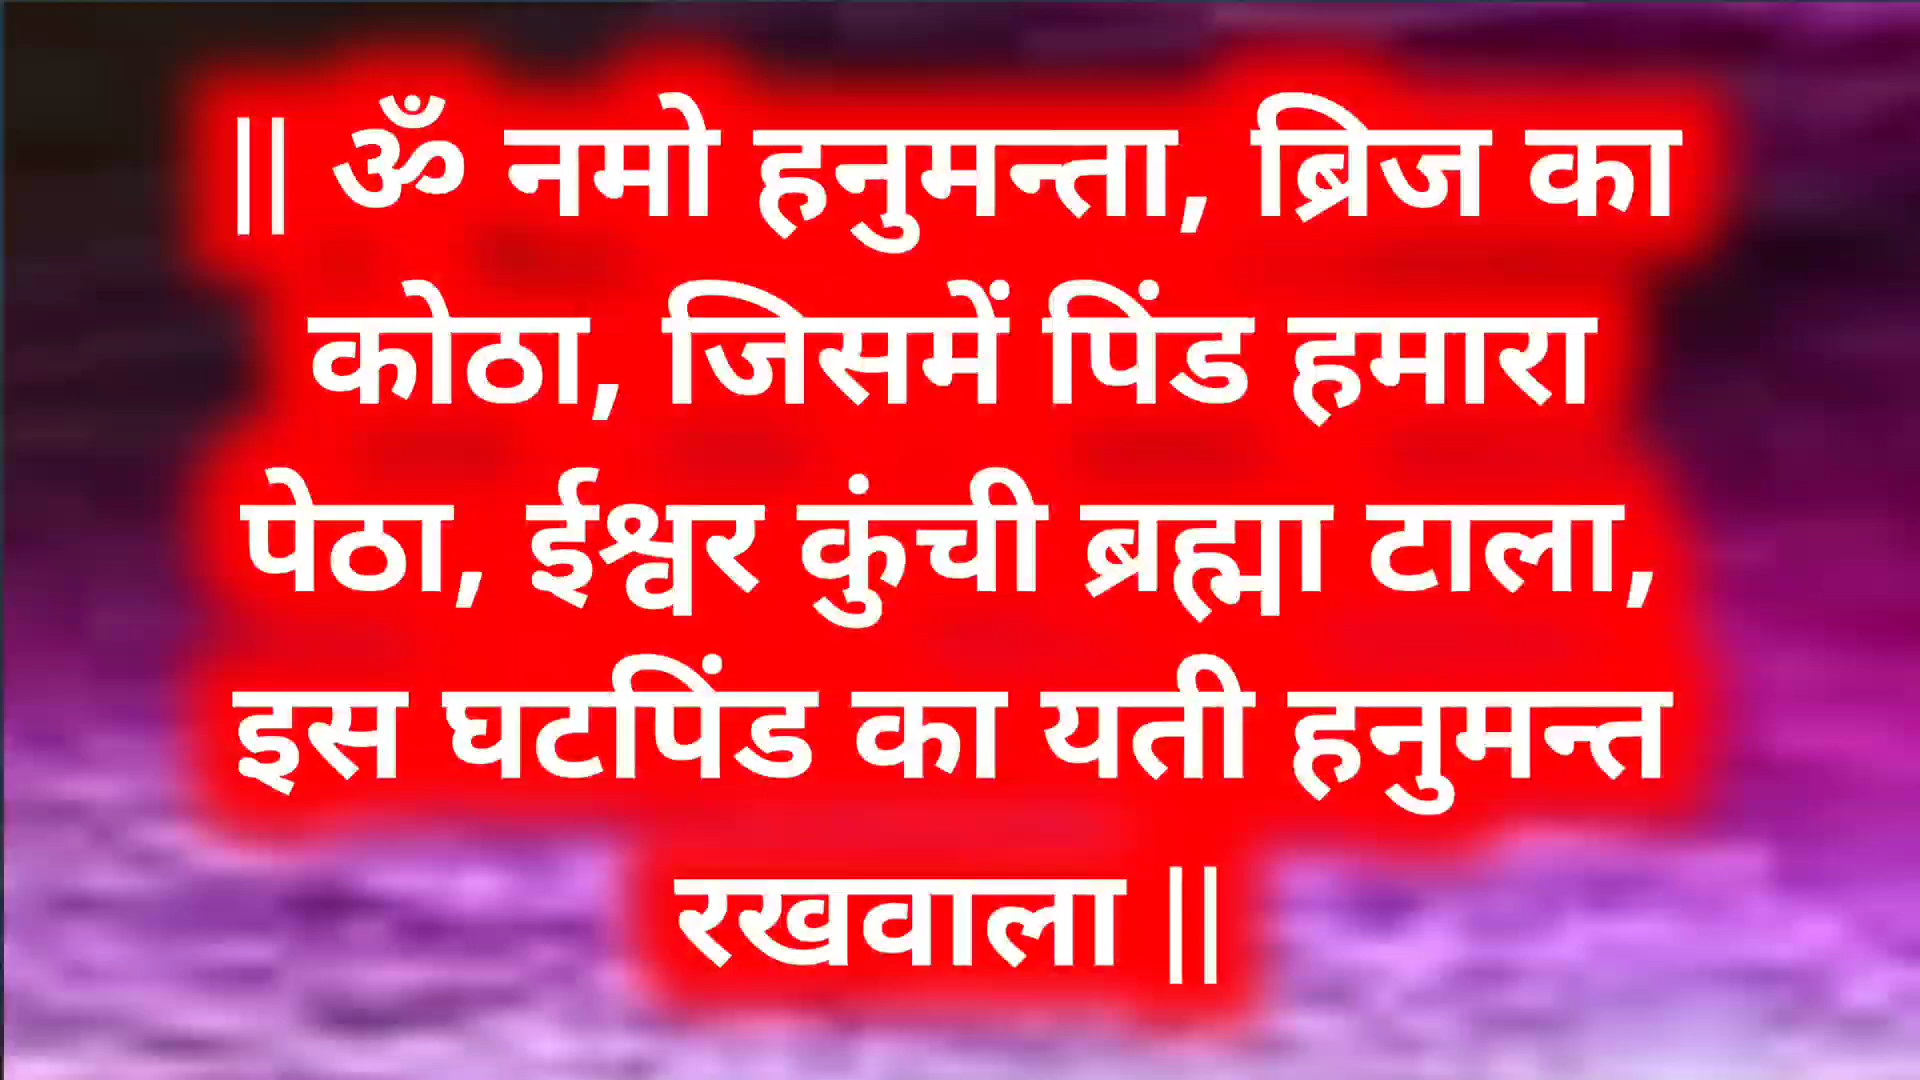 || ॐ नमो हनुमन्ता, ब्रिज का
कोठा, जिसमें पिंड हमारा
पेठा, ईश्वर कुंची ब्रह्मा टाला,
इस घटपिंड का यती हनुमन्त
रखवाला ||